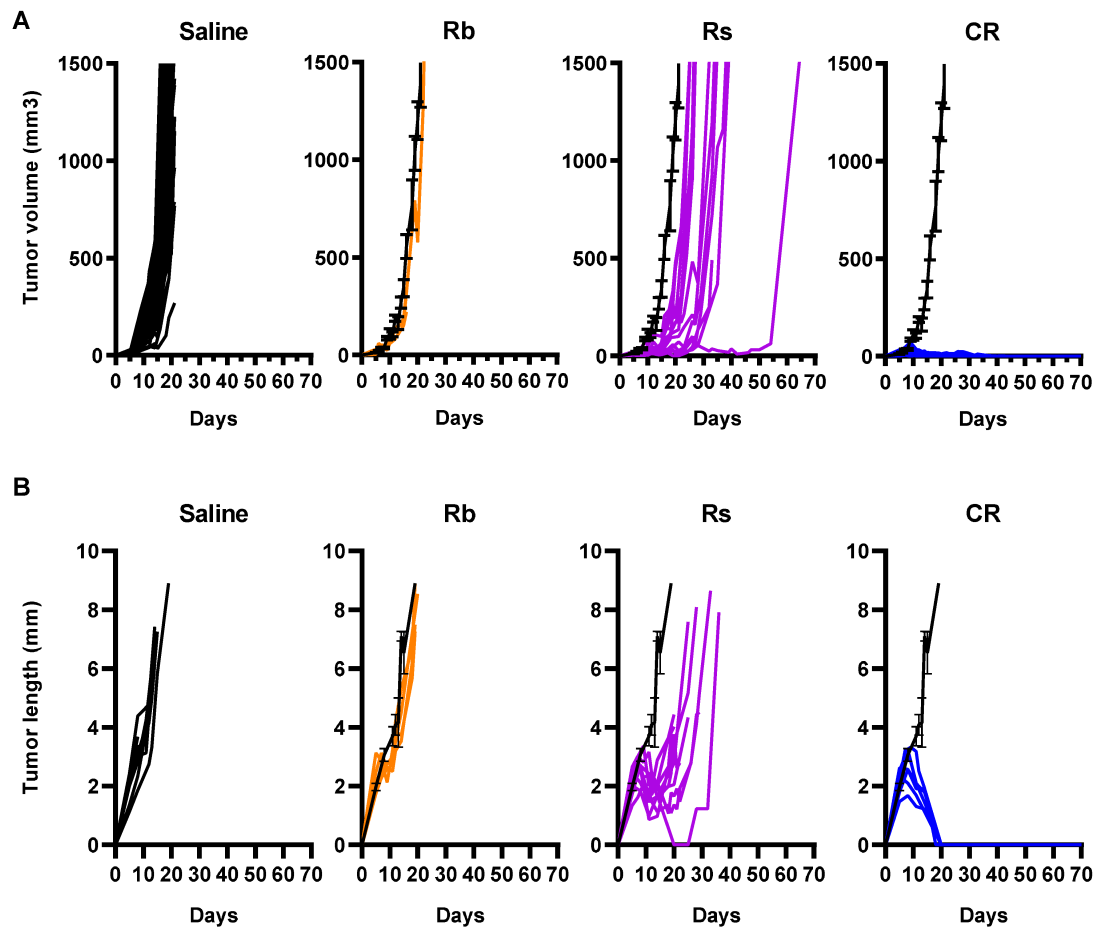 A
Saline Rb Rs CR
Tumor volume (mm3)
1500 1500 1500 1500
1000 1000 1000 1000
500 500 500 500
0 0 0 0
0 10 20 30 40 50 60 70 0 10 20 30 40 50 60 70 0 10 20 30 40 50 60 70 0 10 20 30 40 50 60 70
Days Days Days Days
B
Saline Rb Rs CR
Tumor length (mm)
10 10 10 10
8 8 8 8
6 6 6 6
4 4 4 4
2 2 2 2
0 0 0 0
0 10 20 30 40 50 60 70 0 10 20 30 40 50 60 70 0 10 20 30 40 50 60 70 0 10 20 30 40 50 60 70
Days Days Days Days